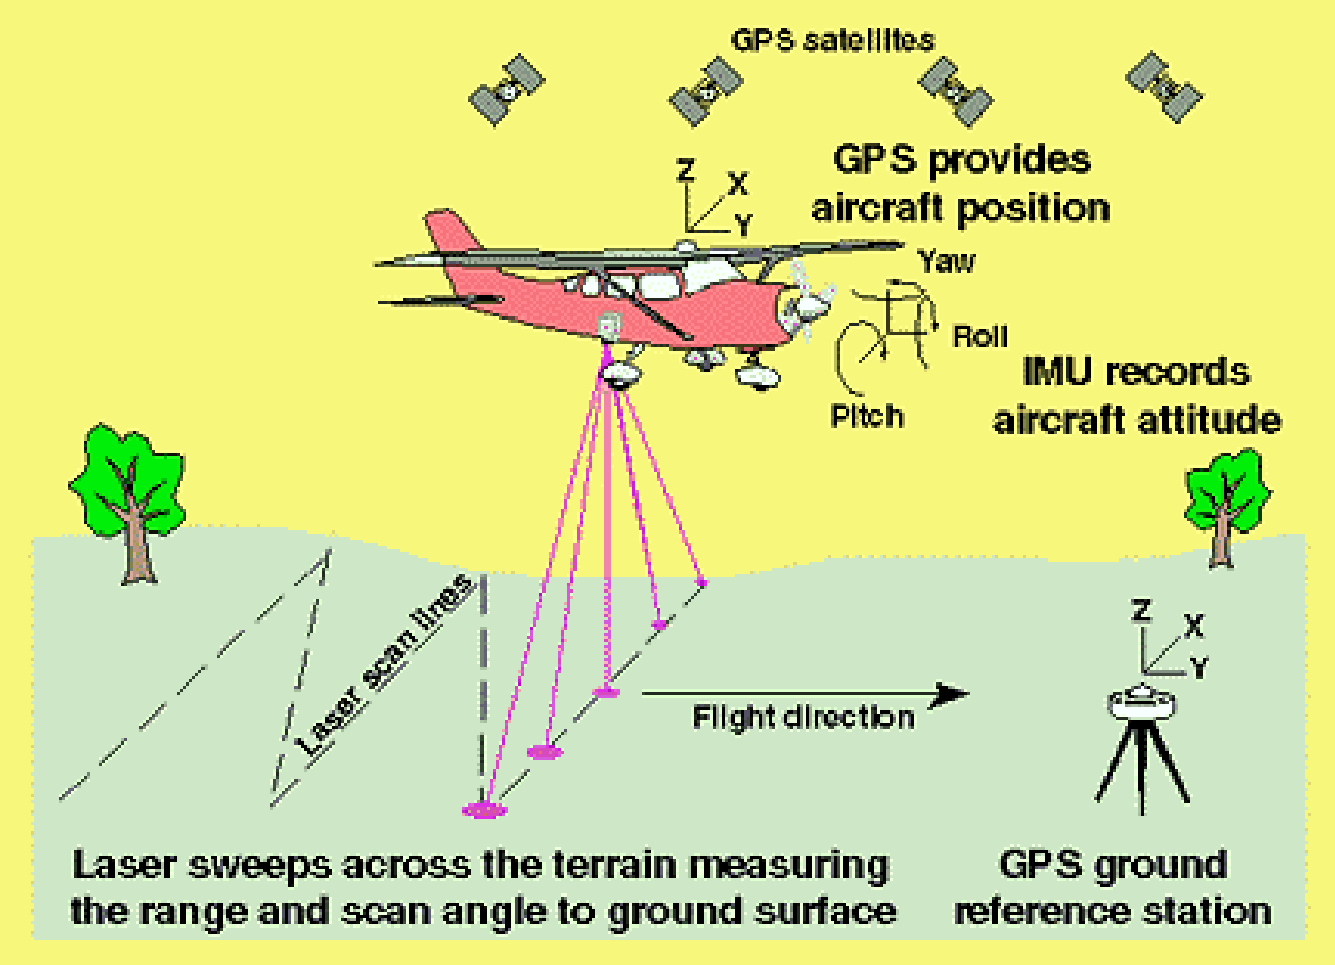 GPS satellites
GPS provides
aircraft position
Z
X
Y
Yaw
Roll
Pitch
IMU records
aircraft attitude
Laser scan lines
Flight direction
Z
X
Y
Laser sweeps across the terrain measuring
the range and scan angle to ground surface
GPS ground
reference station